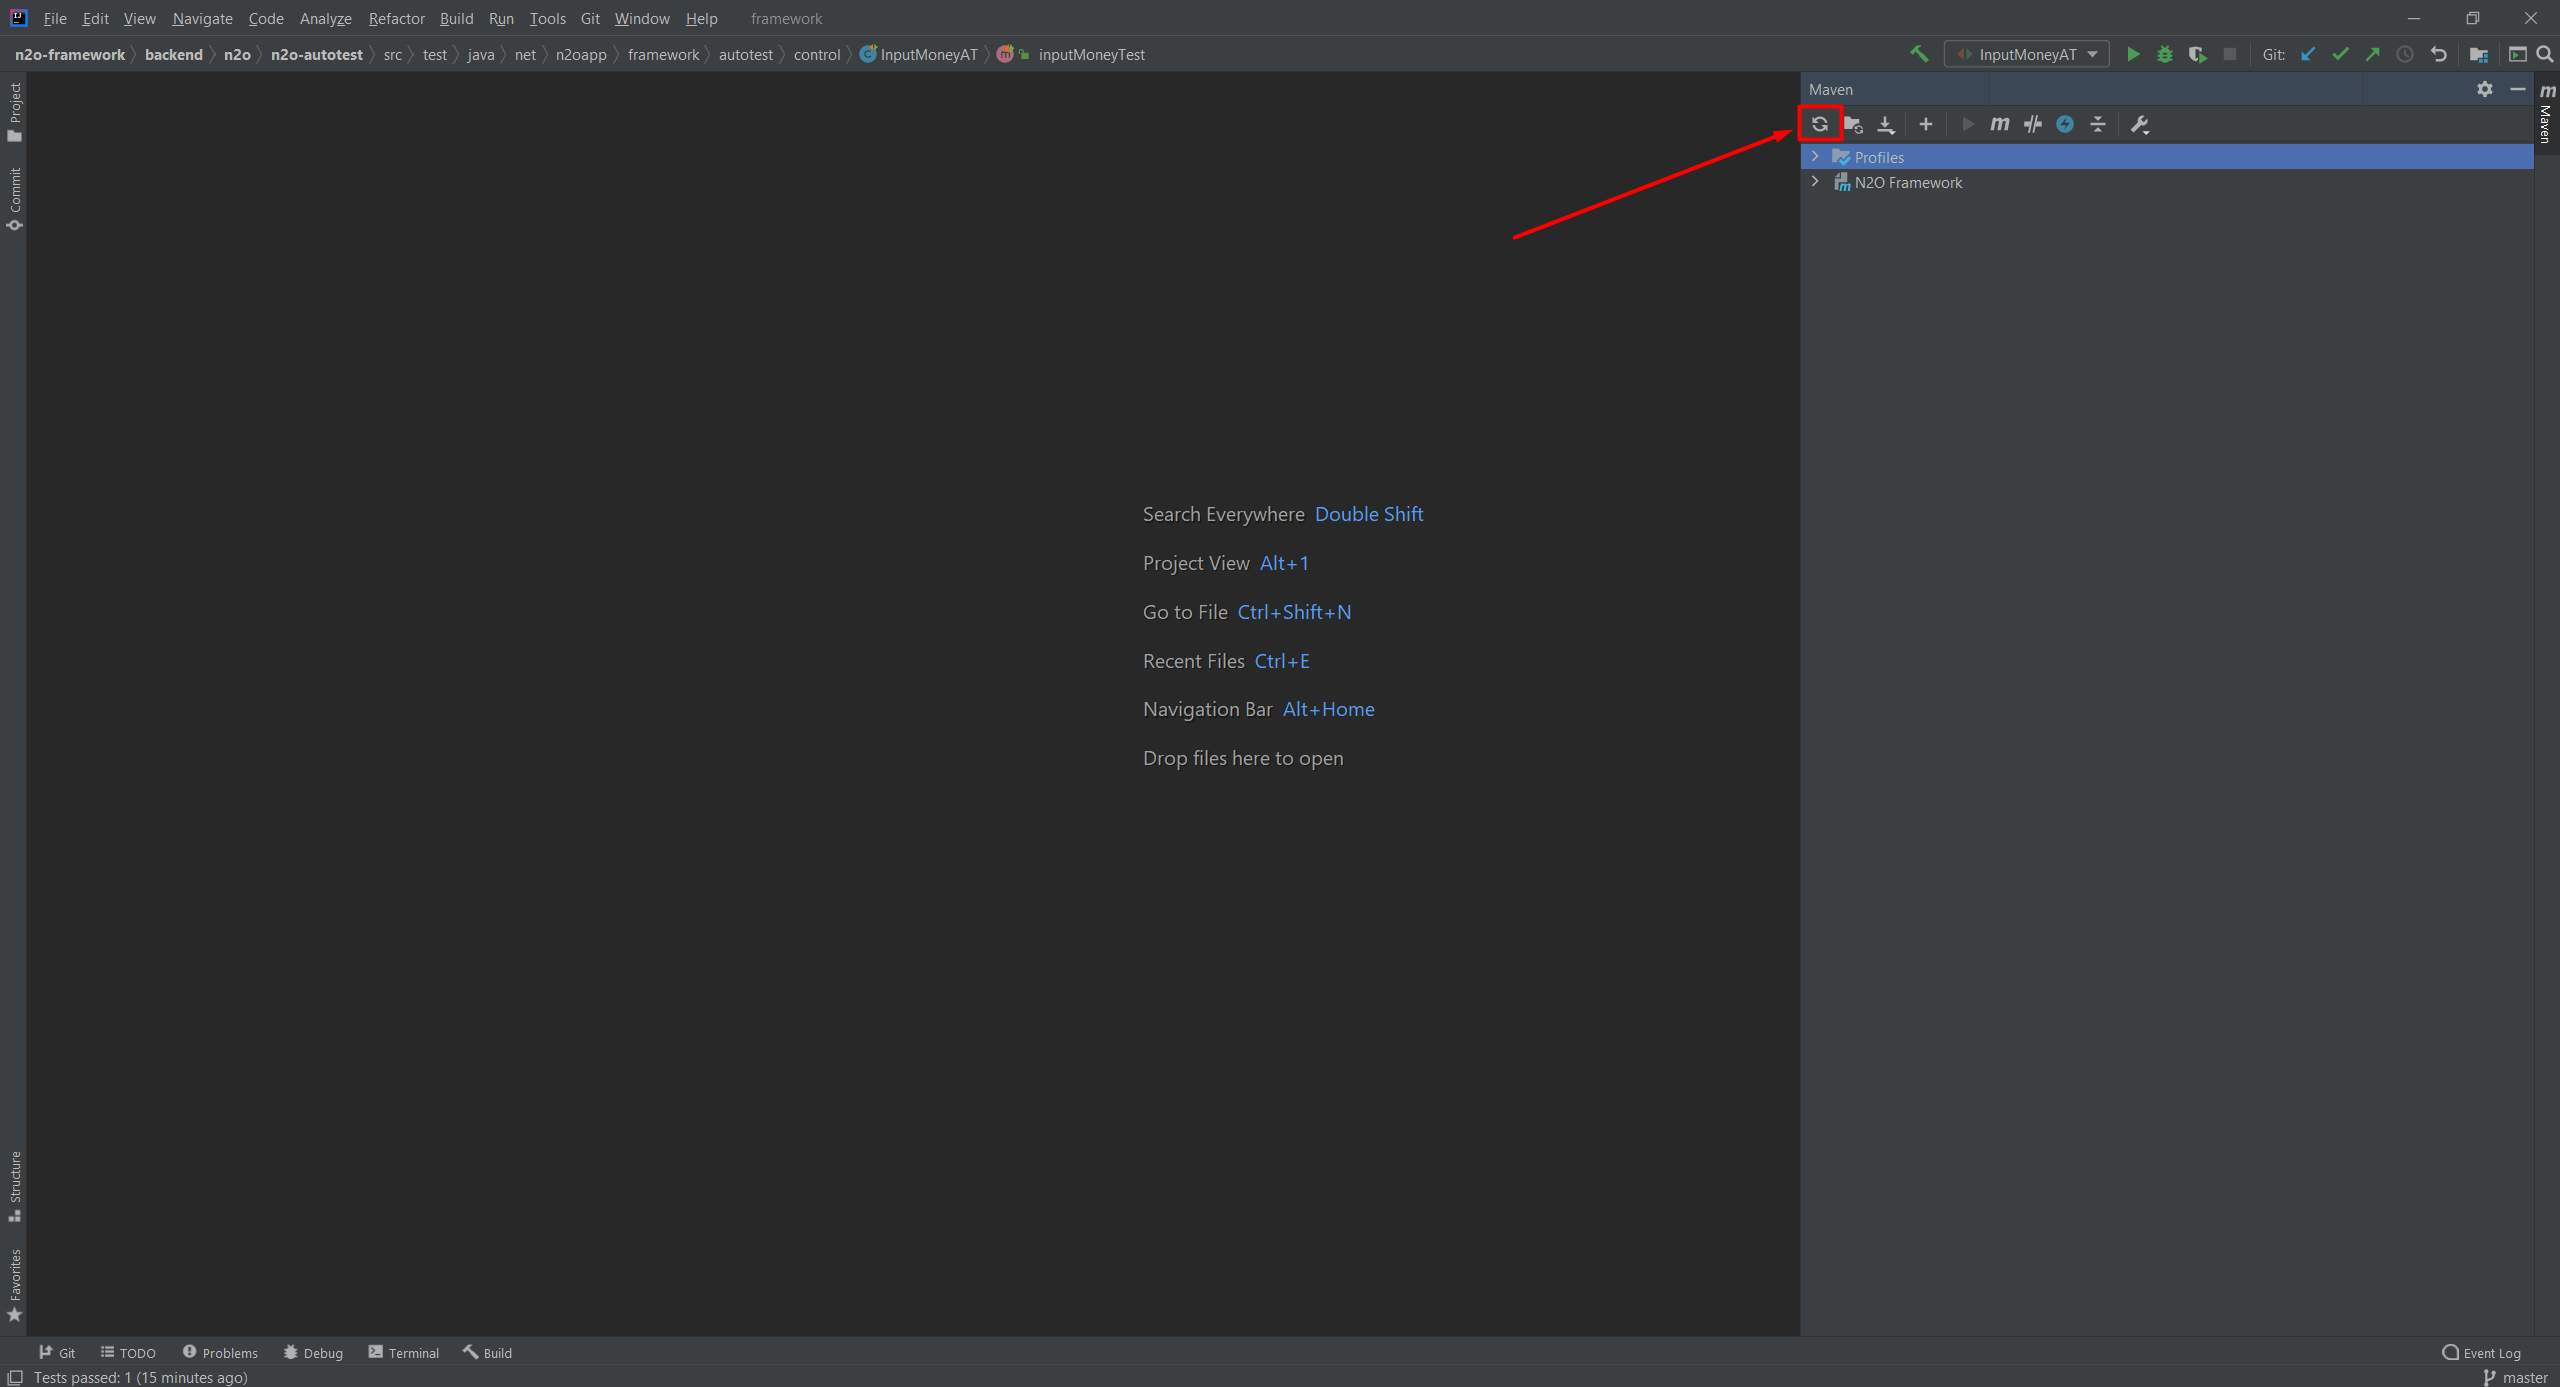 File Edit View Navigate Code Analyze Refactor Build Run Tools Git Window Help framework
n2o-framework backend n2o n2o-autotest src test java net n2oapp framework autotest control InputMoneyAT inputMoneyTest InputMoneyAT Git:
Maven
Profiles
N2O Framework
Project
Commit
Maven
Search Everywhere Double Shift
Project View Alt+1
Go to File Ctrl+Shift+N
Recent Files Ctrl+E
Navigation Bar Alt+Home
Drop files here to open
Structure
Favorites
Git TODO Problems Debug Terminal Build Event Log
Tests passed: 1 (15 minutes ago) master